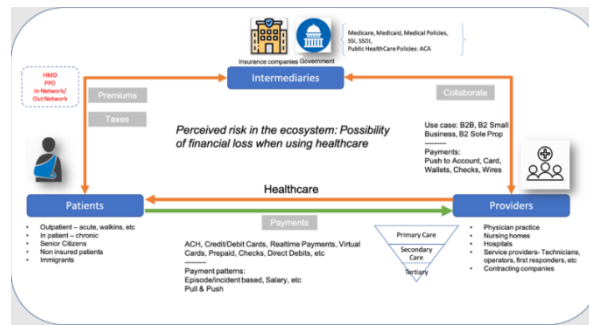 Insurance companies
Government
Medicare, Medicaid, Medical Policies,
SSI, SSDI,
Public HealthCare Policies: ACA
Intermediaries
HMO
PPO
In Network/
Out Network
Premiums
Taxes
Collaborate
Use case: B2B, B2 Small
Business, B2 Sole Prop
--------
Payments:
Push to Account, Card,
Wallets, Checks, Wires
Perceived risk in the ecosystem: Possibility
of financial loss when using healthcare
Healthcare
Patients
Providers
Payments
• Outpatient – acute, walkins, etc
• In patient – chronic
• Senior Citizens
• Non insured patients
• Immigrants
ACH, Credit/Debit Cards, Realtime Payments, Virtual
Cards, Prepaid, Checks, Direct Debits, etc
--------
Payment patterns:
Episode/incident based, Salary, etc
Pull & Push
Primary Care
Secondary
Care
Tertiary
• Physician practice
• Nursing homes
• Hospitals
• Service providers- Technicians,
operators, first responders, etc
• Contracting companies